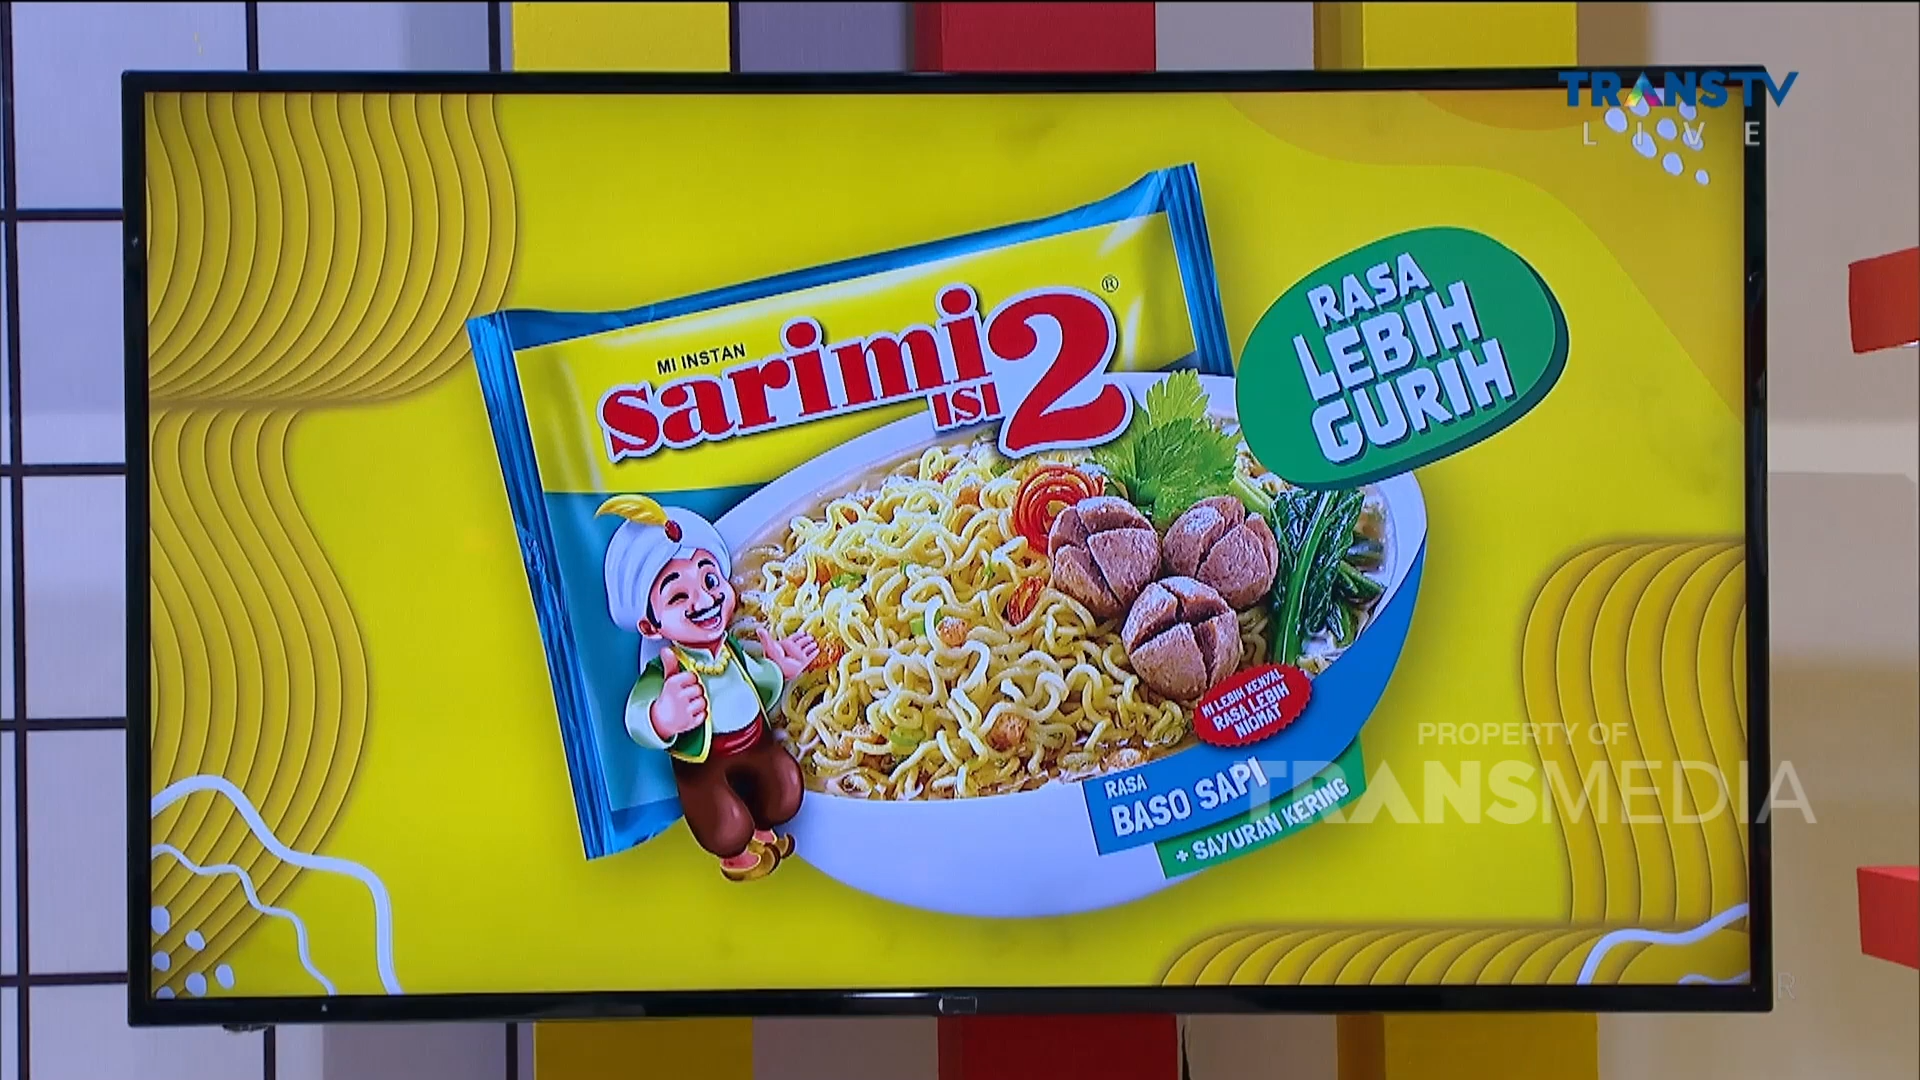 TRANSTV
LIVE
MI INSTAN
sarimi
ISI 2®
RASA
LEBIH
GURIH
MI LEBIH KENYAL
RASA LEBIH
NIQMAT
RASA
BASO SAPI
+ SAYURAN KERING
PROPERTY OF
TRANSMEDIA